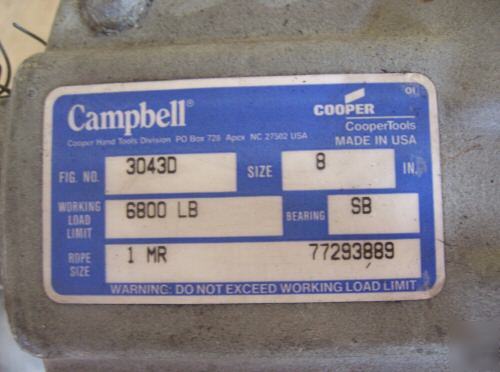 01
Campbell®
COOPER
CooperTools
Cooper Hand Tools Division PO Box 728 Apex NC 27502 USA
MADE IN USA
FIG. NO. 3043D SIZE 8 IN.
WORKING LOAD LIMIT 6800 LB BEARING SB
ROPE SIZE 1 MR 77293889
WARNING: DO NOT EXCEED WORKING LOAD LIMIT